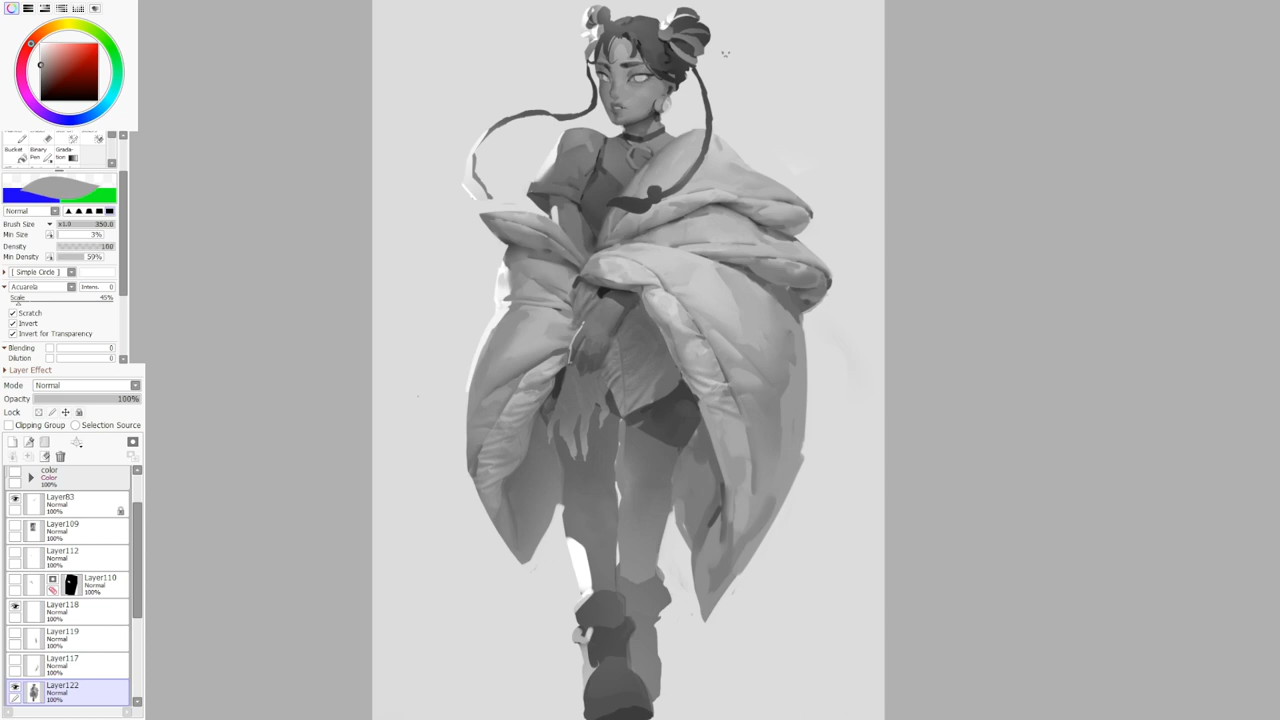 Bucket Binary Grada-
Pen tion
Normal
Brush Size x1.0 350.0
Min Size 3%
Density 100
Min Density 59%
[ Simple Circle ]
Acuarela Intens. 0
Scale 45%
Scratch
Invert
Invert for Transparency
Blending 0
Dilution 0
Layer Effect
Mode Normal
Opacity 100%
Lock
Clipping Group Selection Source
color
Color
100%
Layer83
Normal
100%
Layer109
Normal
100%
Layer112
Normal
100%
Layer110
Normal
100%
Layer118
Normal
100%
Layer119
Normal
100%
Layer117
Normal
100%
Layer122
Normal
100%